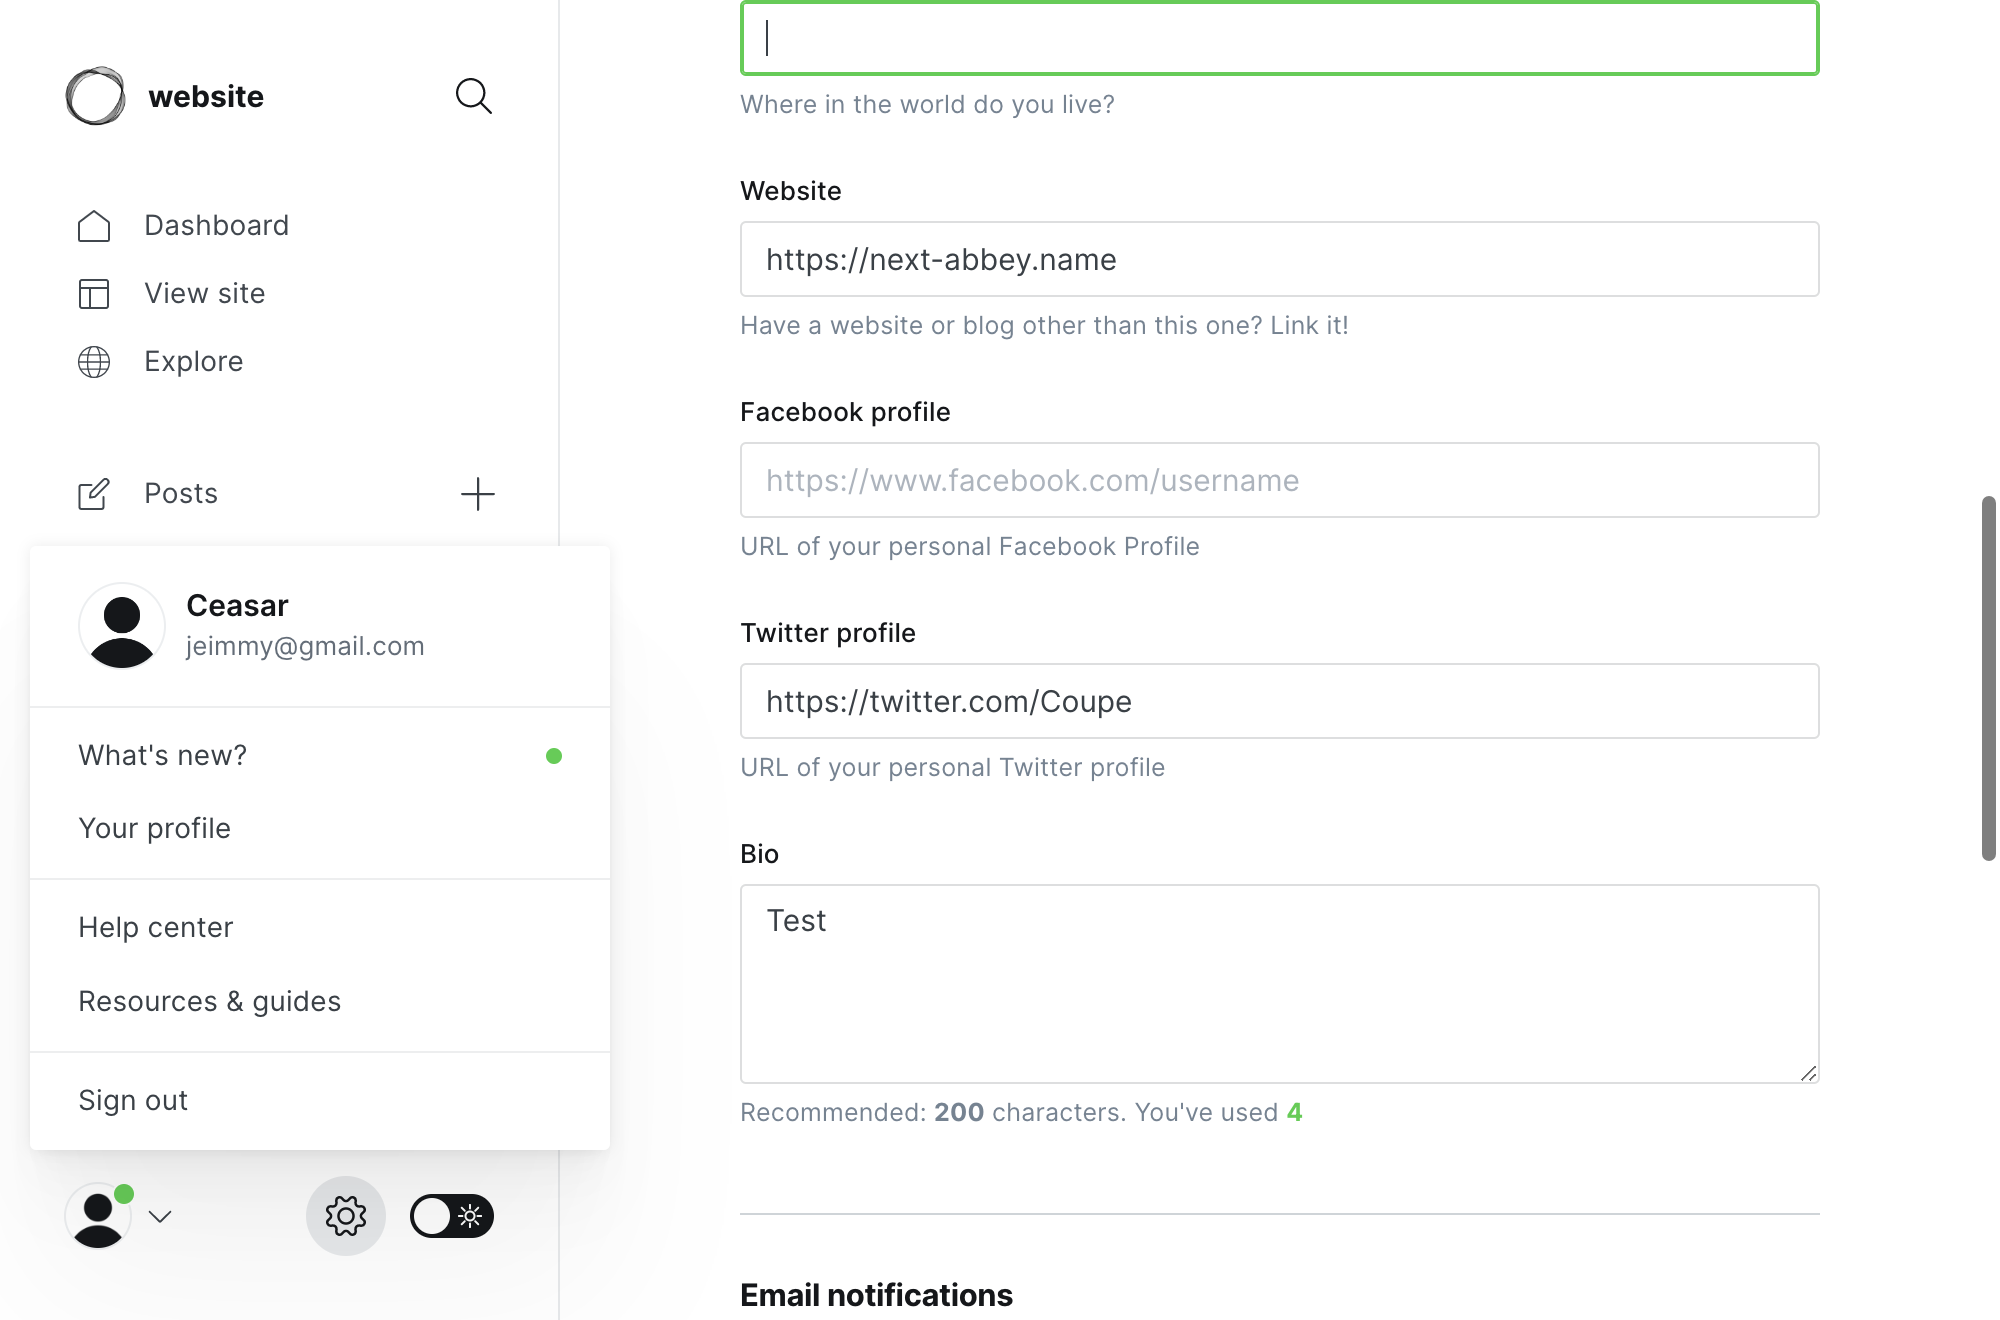 website
Dashboard
View site
Explore
Posts
Ceasar
jeimmy@gmail.com
What's new?
Your profile
Help center
Resources & guides
Sign out
Where in the world do you live?
Website
https://next-abbey.name
Have a website or blog other than this one? Link it!
Facebook profile
https://www.facebook.com/username
URL of your personal Facebook Profile
Twitter profile
https://twitter.com/Coupe
URL of your personal Twitter profile
Bio
Test
Recommended: 200 characters. You've used 4
Email notifications